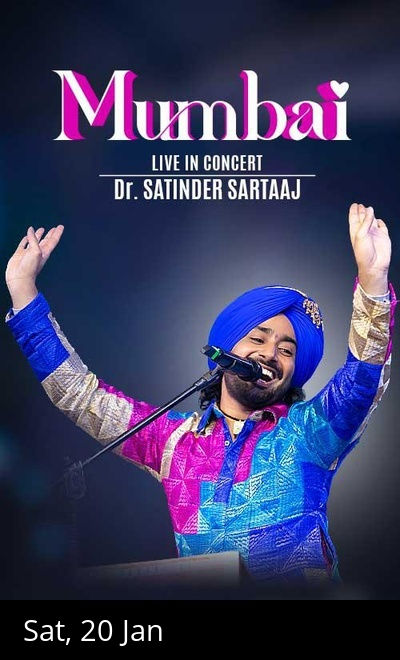 Mumbai
LIVE IN CONCERT
Dr. SATINDER SARTAAJ
Sat, 20 Jan